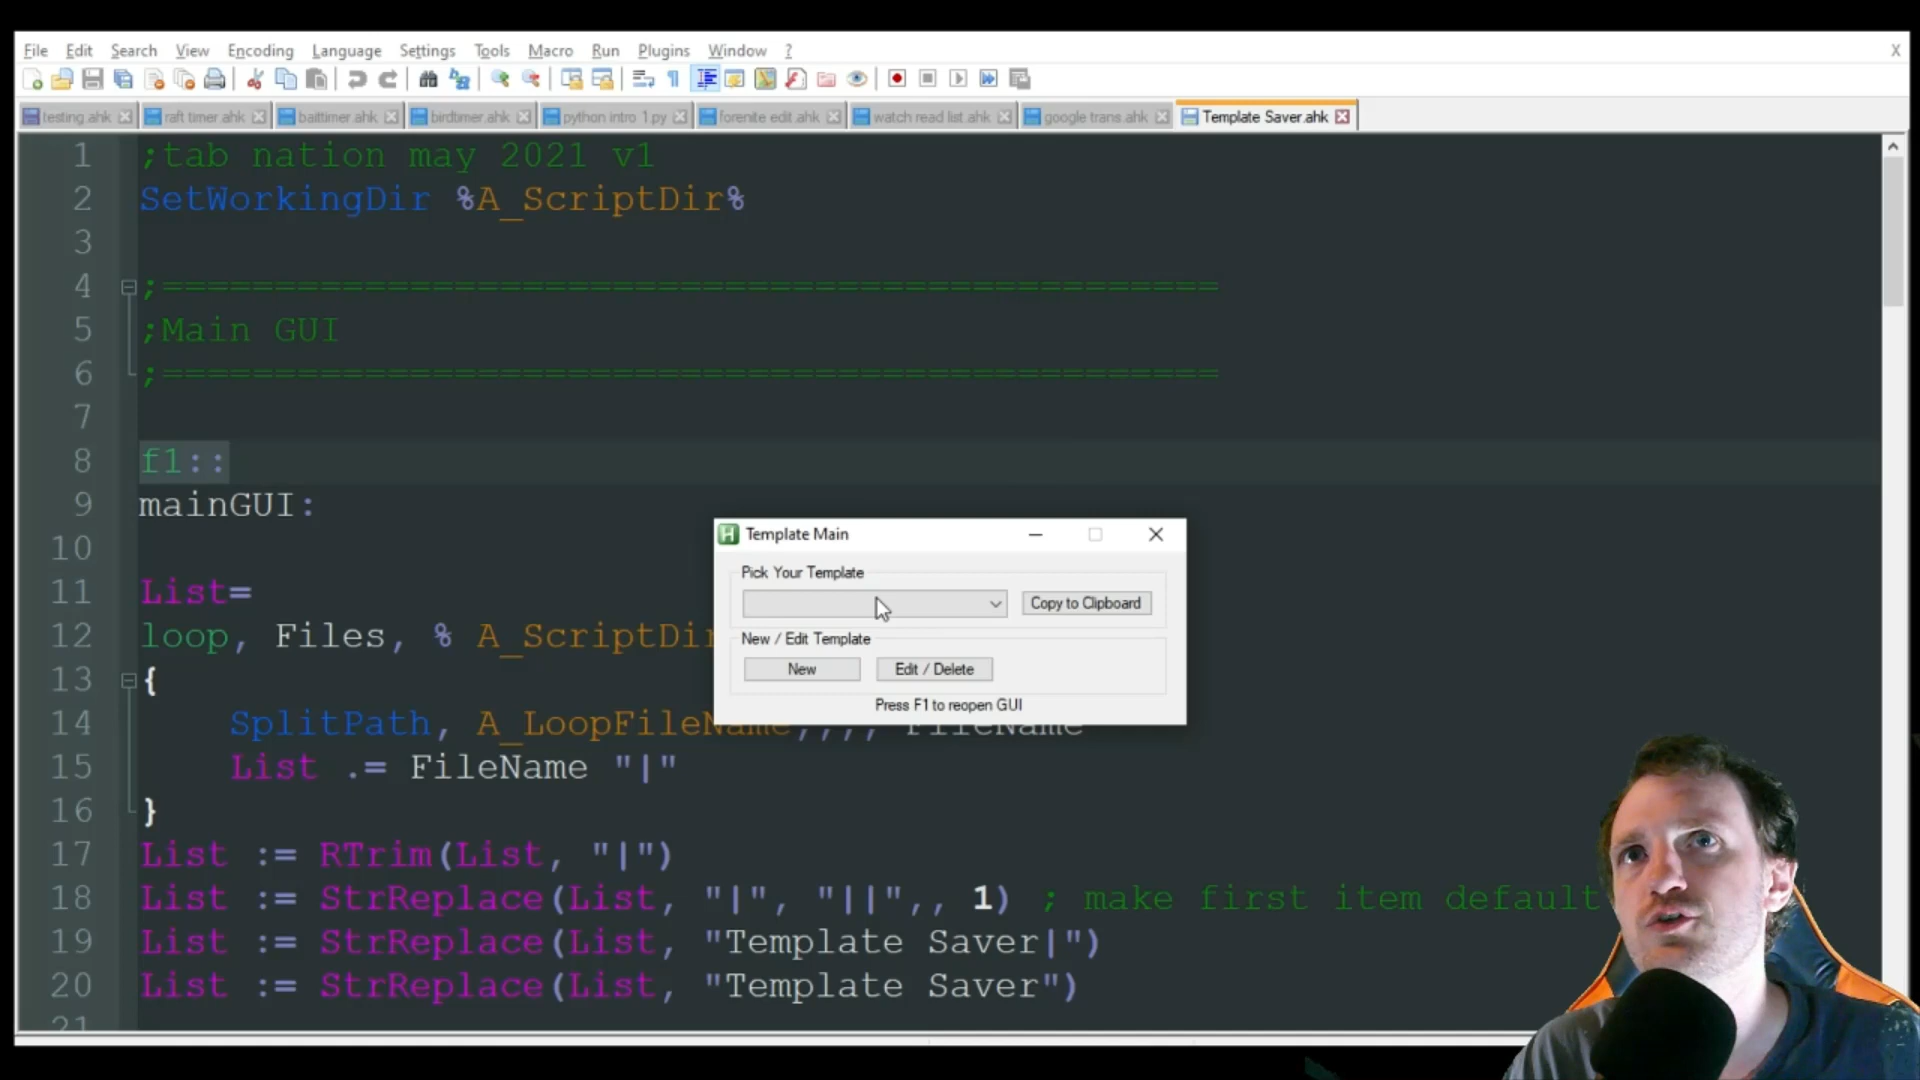 File Edit Search View Encoding Language Settings Tools Macro Run Plugins Window ? X
testing.ahk raft timer.ahk baittimer.ahk birdtimer.ahk python intro 1.py forenite edit.ahk watch read list.ahk google trans.ahk Template Saver.ahk
1 ;tab nation may 2021 v1
2 SetWorkingDir %A_ScriptDir%
3
4 ;===============================================
5 ;Main GUI
6 ;===============================================
7
8 f1::
9 mainGUI:
10
11 List=
12 loop, Files, % A_ScriptDir
13 {
14 SplitPath, A_LoopFileName,,,, FileName
15 List .= FileName "|"
16 }
17 List := RTrim(List, "|")
18 List := StrReplace(List, "|", "||",, 1) ; make first item default
19 List := StrReplace(List, "Template Saver|")
20 List := StrReplace(List, "Template Saver")
21
Template Main
Pick Your Template
Copy to Clipboard
New / Edit Template
New Edit / Delete
Press F1 to reopen GUI